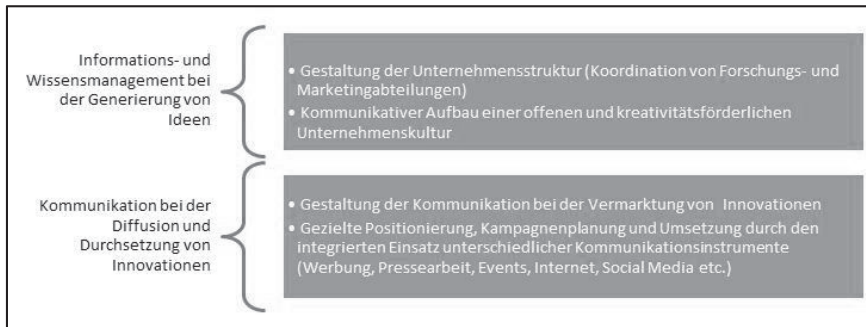 Informations- und
Wissensmanagement bei
der Generierung von
Ideen
• Gestaltung der Unternehmensstruktur (Koordination von Forschungs- und
Marketingabteilungen)
• Kommunikativer Aufbau einer offenen und kreativitätsförderlichen
Unternehmenskultur
Kommunikation bei der
Diffusion und
Durchsetzung von
Innovationen
• Gestaltung der Kommunikation bei der Vermarktung von Innovationen
• Gezielte Positionierung, Kampagnenplanung und Umsetzung durch den
integrierten Einsatz unterschiedlicher Kommunikationsinstrumente
(Werbung, Pressearbeit, Events, Internet, Social Media etc.)